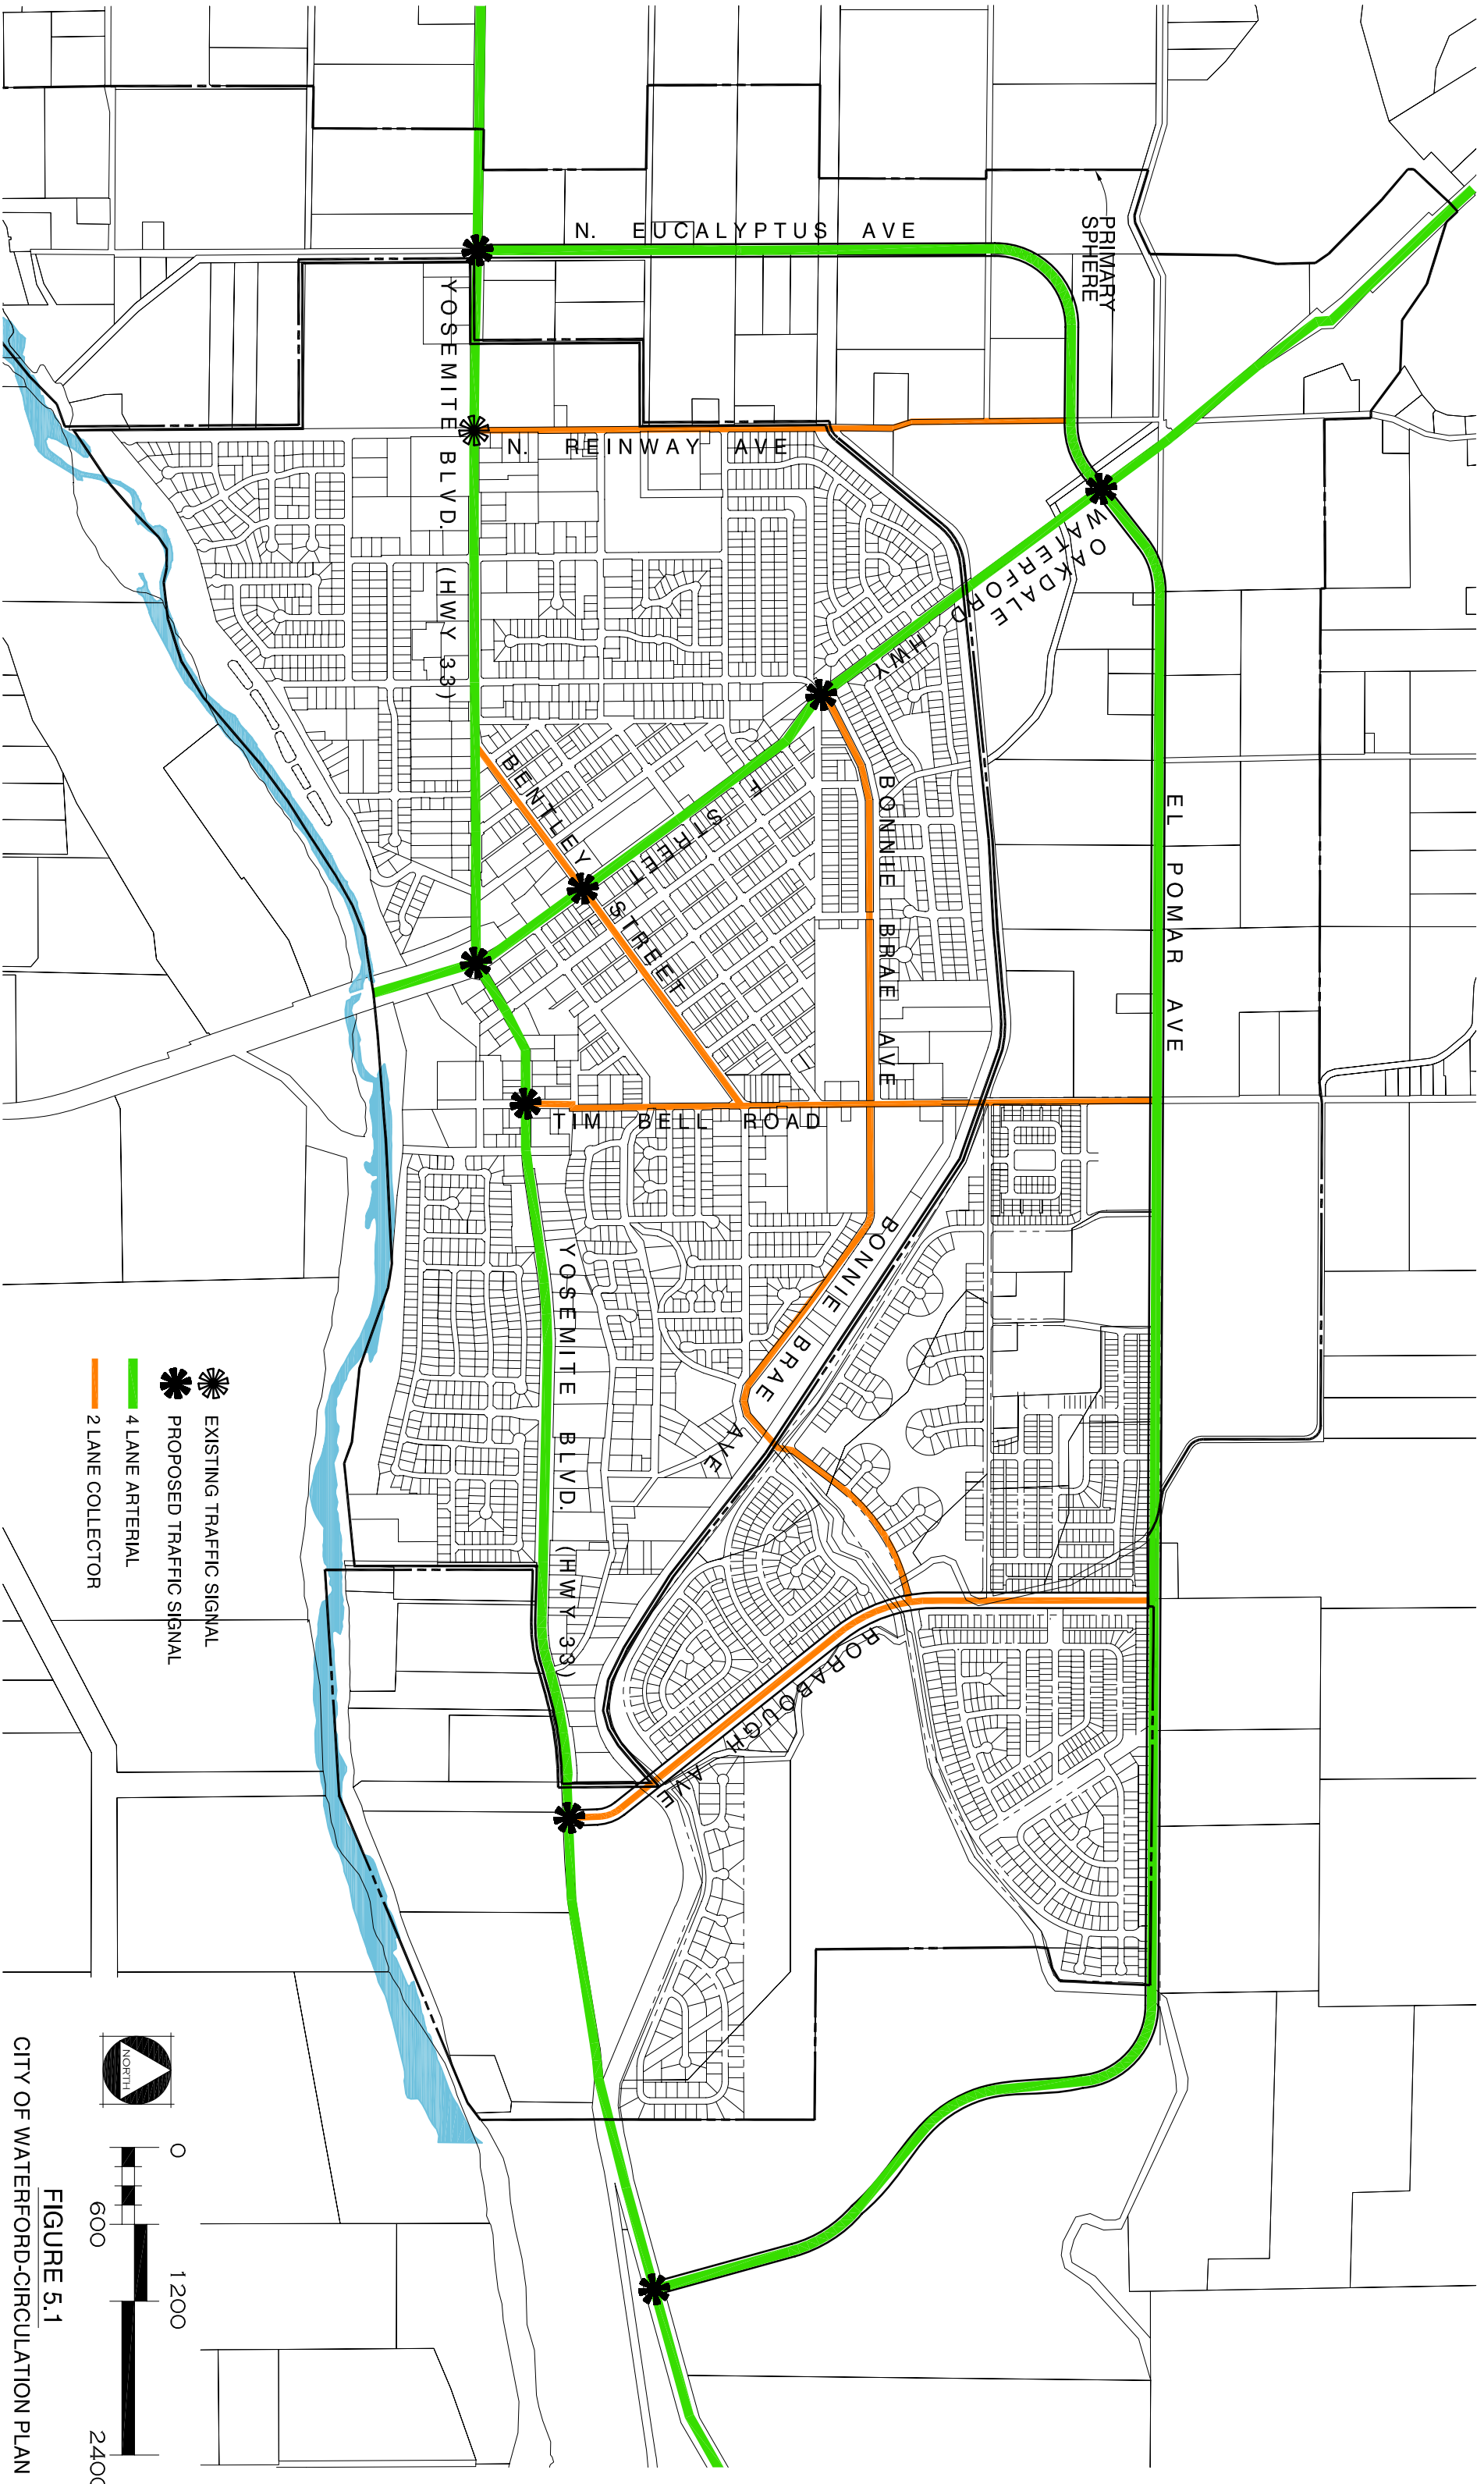 N. EUCALYPTUS AVE
PRIMARY
SPHERE
YOSEMITE BLVD. (HWY 33)
N. REINWAY AVE
OAKDALE
WATERFORD HWY
EL POMAR AVE
BENTLEY STREET
F STREET
BONNIE BRAE AVE
TIM BELL ROAD
BONNIE BRAE AVE
YOSEMITE BLVD. (HWY 33)
RORABOUGH AVE
EXISTING TRAFFIC SIGNAL
PROPOSED TRAFFIC SIGNAL
4 LANE ARTERIAL
2 LANE COLLECTOR
NORTH
0 600 1200 2400
FIGURE 5.1
CITY OF WATERFORD-CIRCULATION PLAN